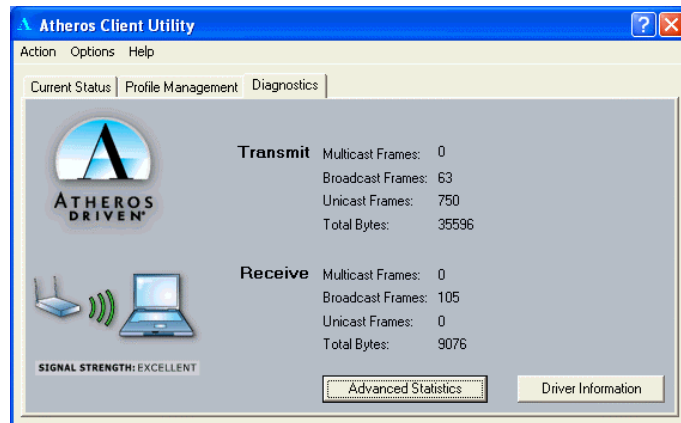 Atheros Client Utility
Action Options Help
Current Status Profile Management Diagnostics
ATHEROS
DRIVEN
Transmit
Multicast Frames: 0
Broadcast Frames: 63
Unicast Frames: 750
Total Bytes: 35596
Receive
Multicast Frames: 0
Broadcast Frames: 105
Unicast Frames: 0
Total Bytes: 9076
SIGNAL STRENGTH: EXCELLENT
Advanced Statistics
Driver Information